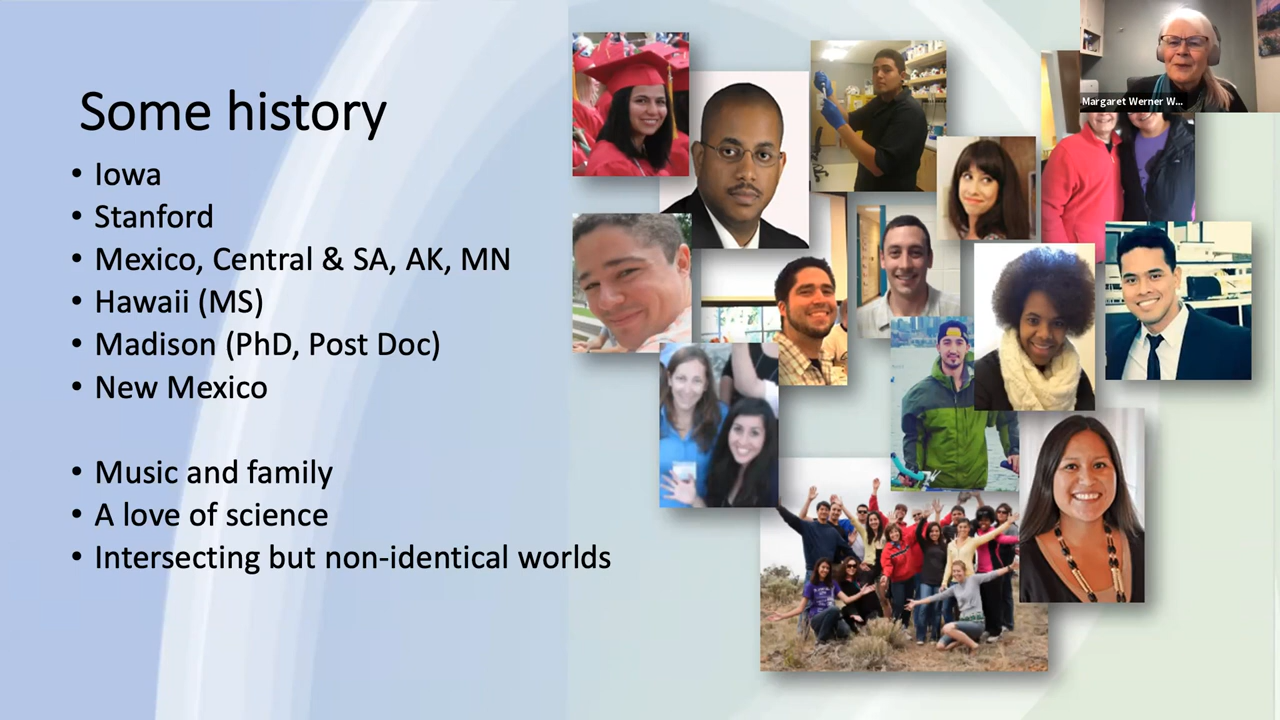 Some history
• Iowa
• Stanford
• Mexico, Central & SA, AK, MN
• Hawaii (MS)
• Madison (PhD, Post Doc)
• New Mexico
• Music and family
• A love of science
• Intersecting but non-identical worlds
Margaret Werner W...